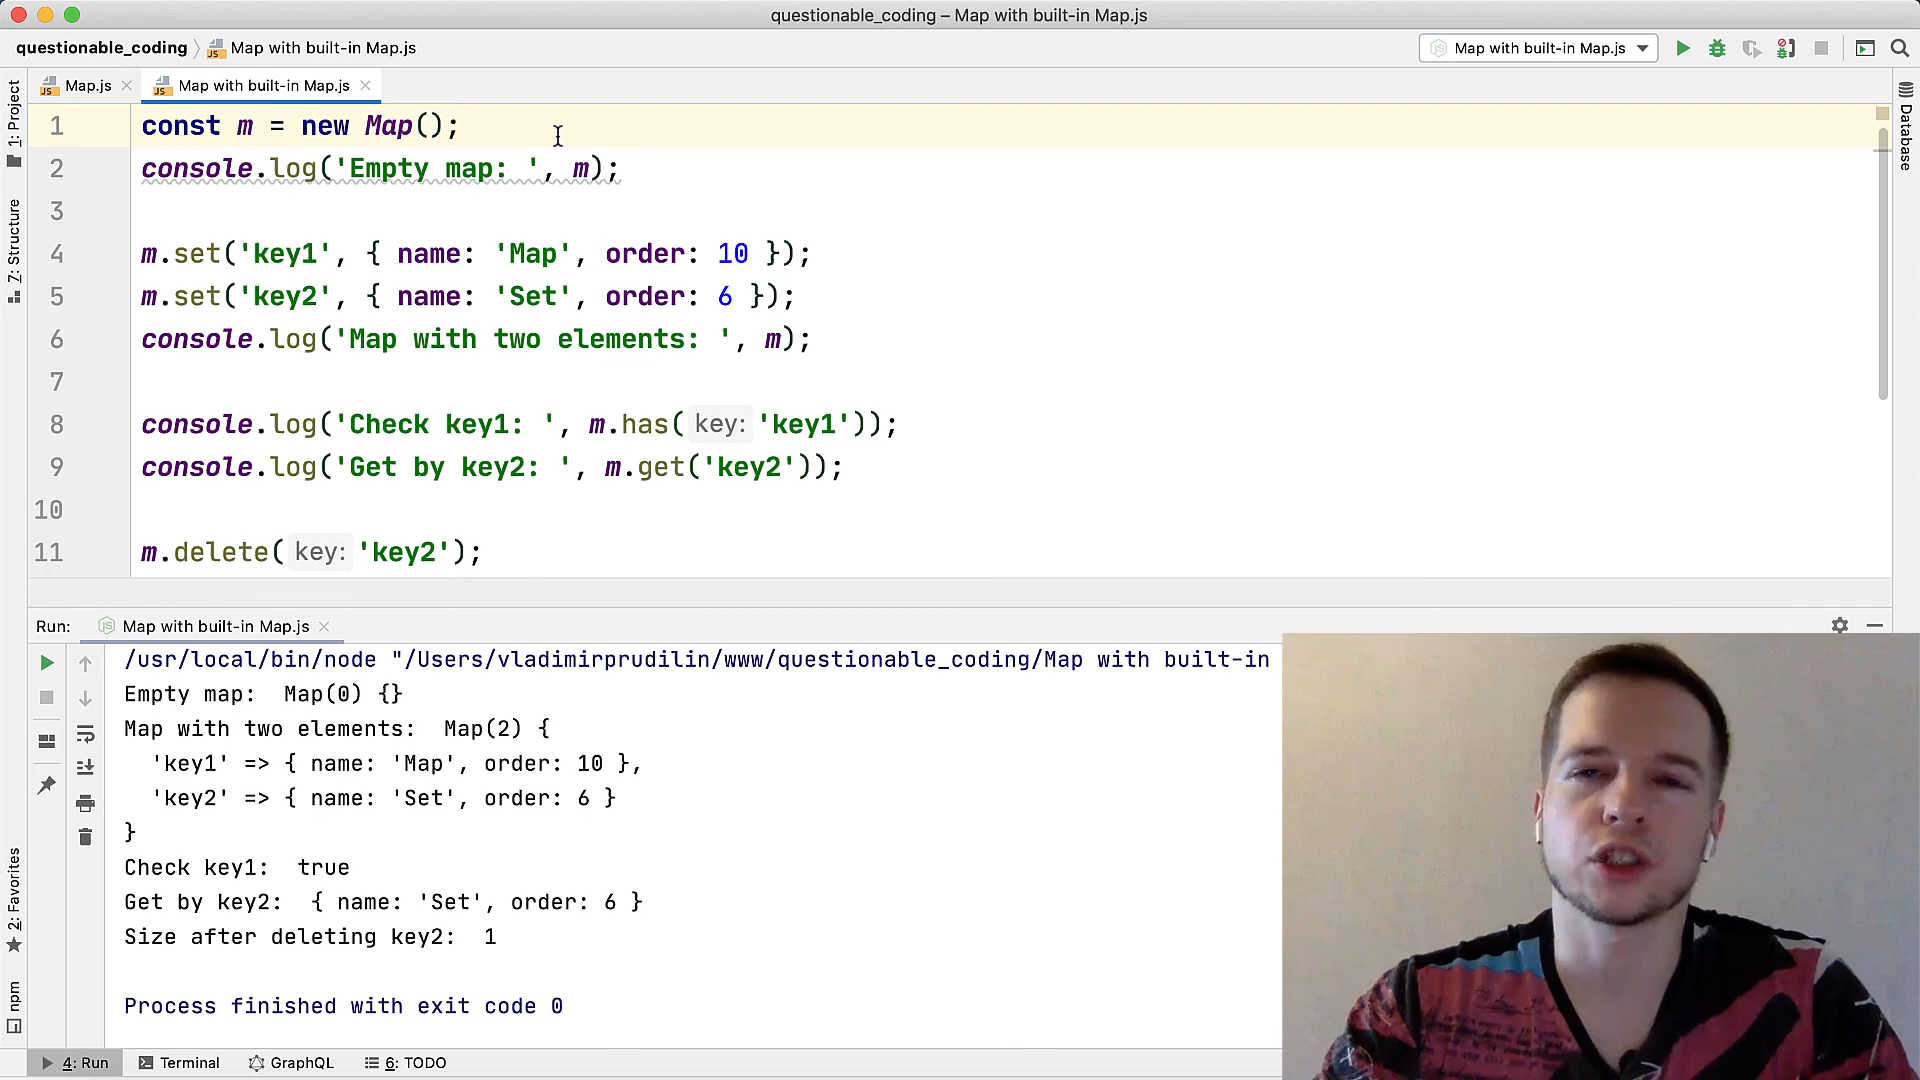 questionable_coding – Map with built-in Map.js
questionable_coding
Map with built-in Map.js
Map with built-in Map.js
Map.js
Map with built-in Map.js
1: Project
Z: Structure
2: Favorites
npm
Database
1 const m = new Map();
2 console.log('Empty map: ', m);
3
4 m.set('key1', { name: 'Map', order: 10 });
5 m.set('key2', { name: 'Set', order: 6 });
6 console.log('Map with two elements: ', m);
7
8 console.log('Check key1: ', m.has( key: 'key1'));
9 console.log('Get by key2: ', m.get('key2'));
10
11 m.delete( key: 'key2');
Run: Map with built-in Map.js
/usr/local/bin/node "/Users/vladimirprudilin/www/questionable_coding/Map with built-in
Empty map:  Map(0) {}
Map with two elements:  Map(2) {
'key1' => { name: 'Map', order: 10 },
'key2' => { name: 'Set', order: 6 }
}
Check key1:  true
Get by key2:  { name: 'Set', order: 6 }
Size after deleting key2:  1
Process finished with exit code 0
4: Run
Terminal
GraphQL
6: TODO